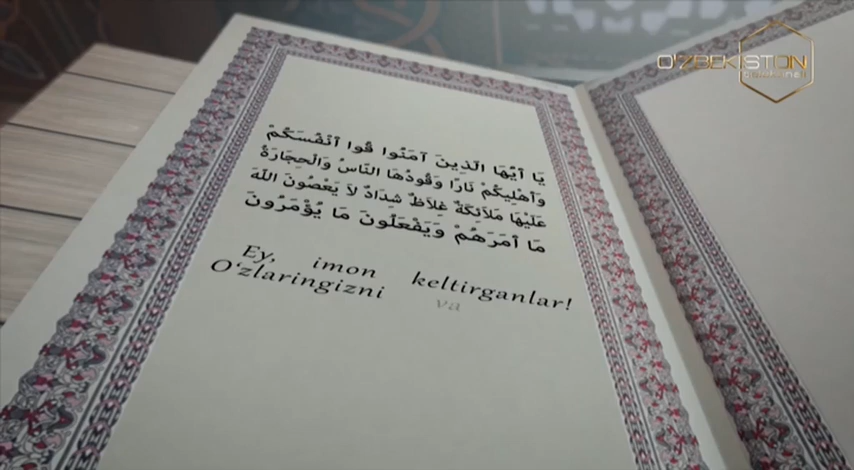 يَا أَيُّهَا الَّذِينَ آمَنُوا قُوا أَنْفُسَكُمْ
وَأَهْلِيكُمْ نَارًا وَقُودُهَا النَّاسُ وَالْحِجَارَةُ
عَلَيْهَا مَلَائِكَةٌ غِلَاظٌ شِدَادٌ لَا يَعْصُونَ اللَّهَ
مَا أَمَرَهُمْ وَيَفْعَلُونَ مَا يُؤْمَرُونَ
Ey, imon keltirganlar!
O‘zlaringizni va
O'ZBEKISTON
telekanali